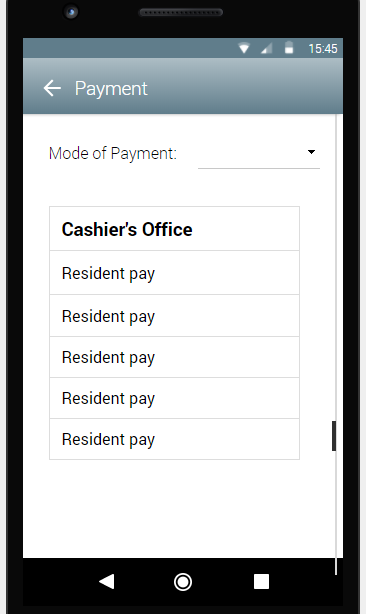 15:45
Payment
Mode of Payment:
Cashier's Office
Resident pay
Resident pay
Resident pay
Resident pay
Resident pay